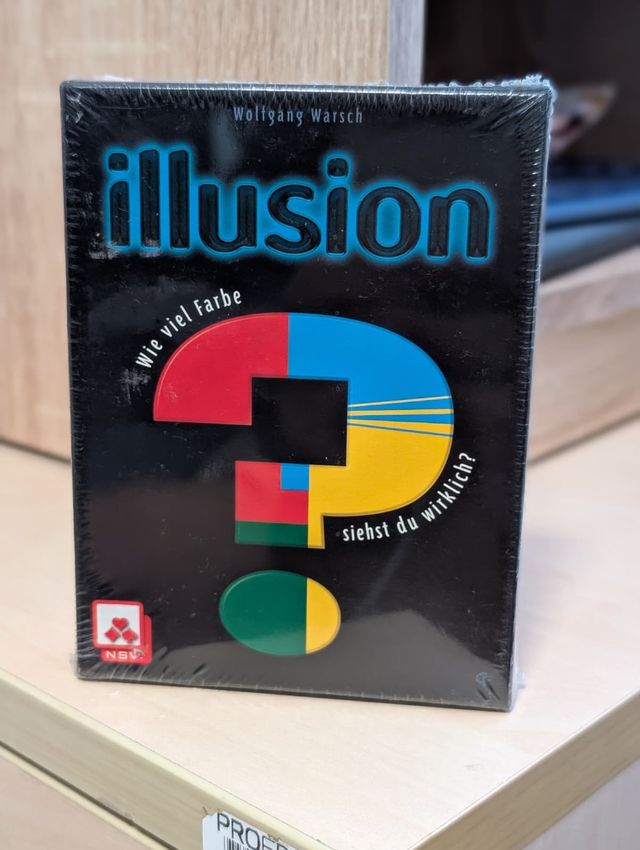 Wolfgang Warsch
illusion
Wie viel Farbe
siehst du wirklich?
NSV